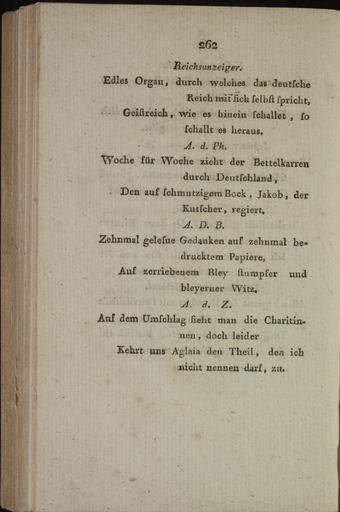 262
Reichsanzeiger.
Edles Organ, durch welches das deutſche
Reich mit ſich ſelbſt ſpricht,
Geiſtreich, wie es hinein ſchallet, ſo
ſchallt es heraus.
A. d. Ph.
Woche für Woche zieht der Bettelkarren
durch Deutſchland,
Den auf ſchmutzigem Bock, Jakob, der
Kutſcher, regiert.
A. D. B.
Zehnmal geleſne Gedanken auf zehnmal be-
drucktem Papiere,
Auf zerriebenem Bley ſtumpfer und
bleyerner Witz.
A. d. Z.
Auf dem Umſchlag ſieht man die Charitin-
nen, doch leider
Kehrt uns Aglaia den Theil, den ich
nicht nennen darf, zu.